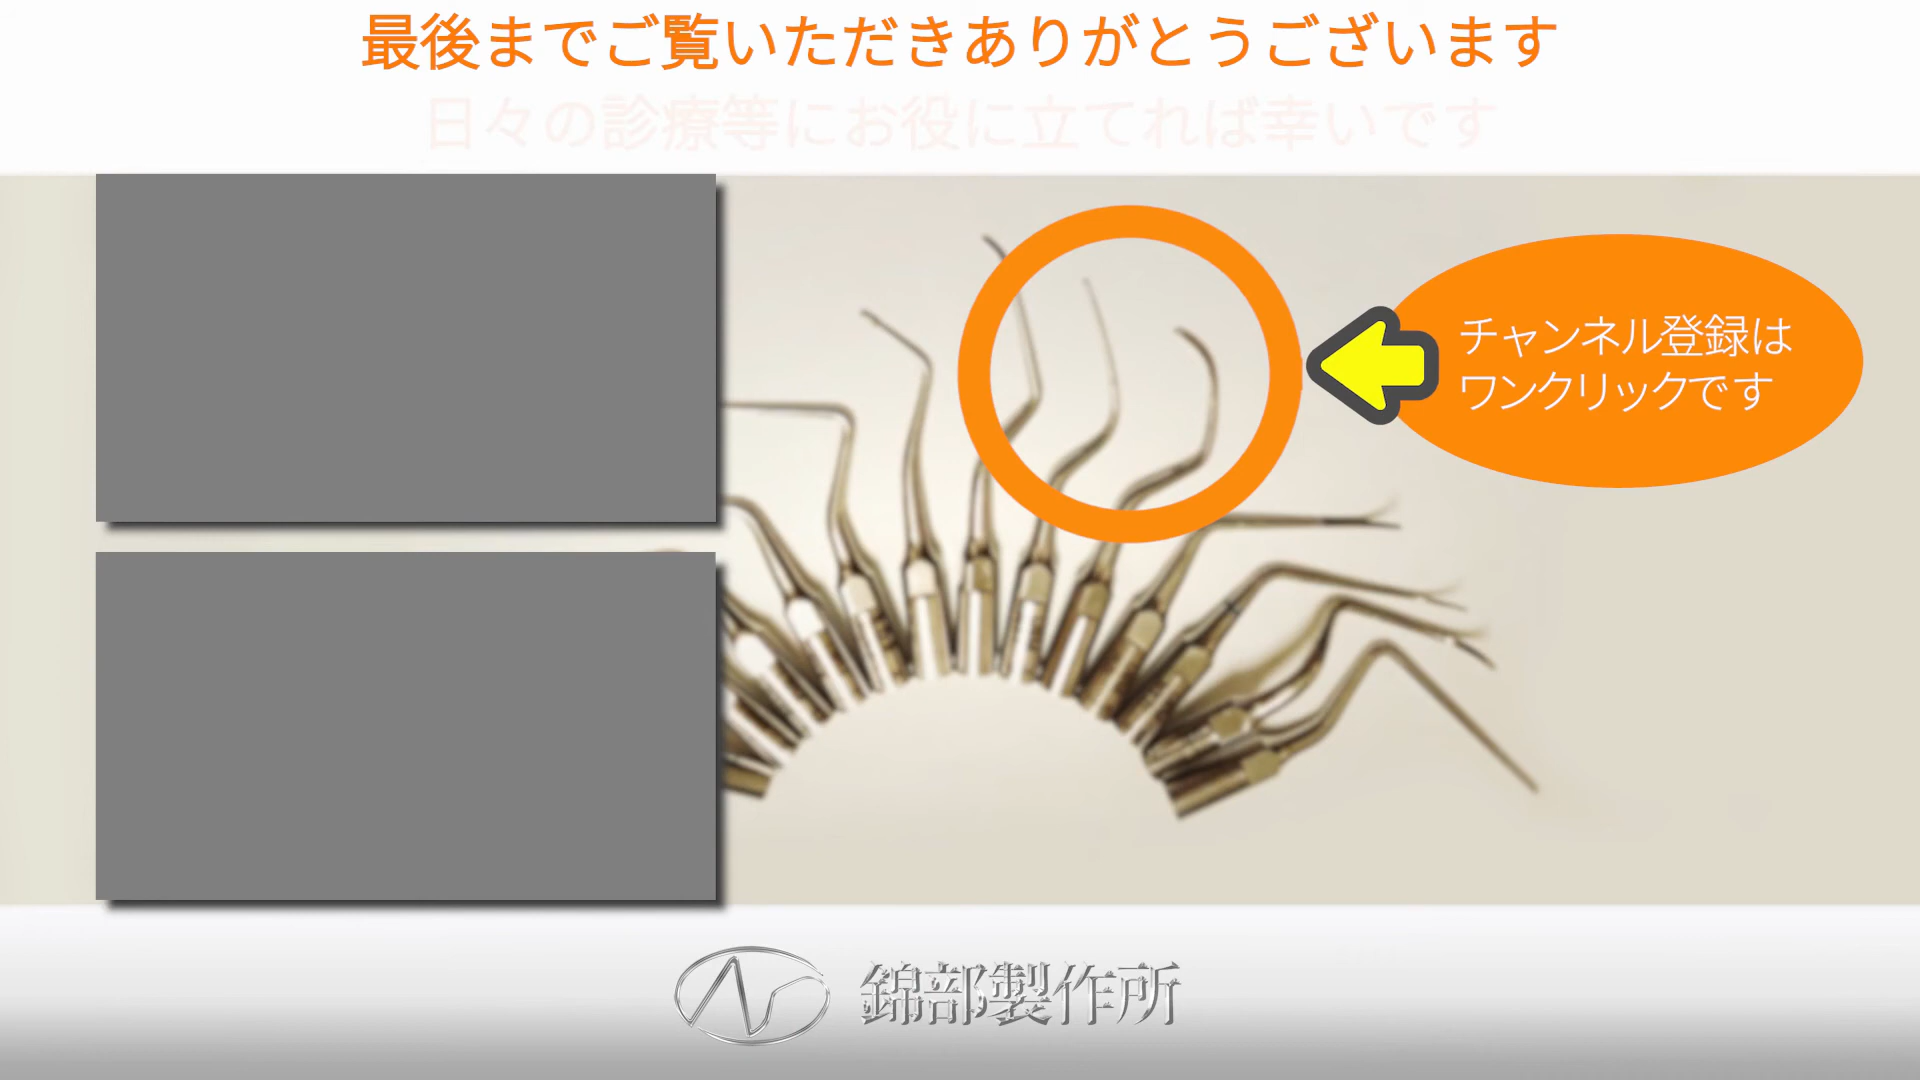 最後までご覧いただきありがとうございます
日々の診療等にお役に立てれば幸いです
チャンネル登録は
ワンクリックです
錦部製作所